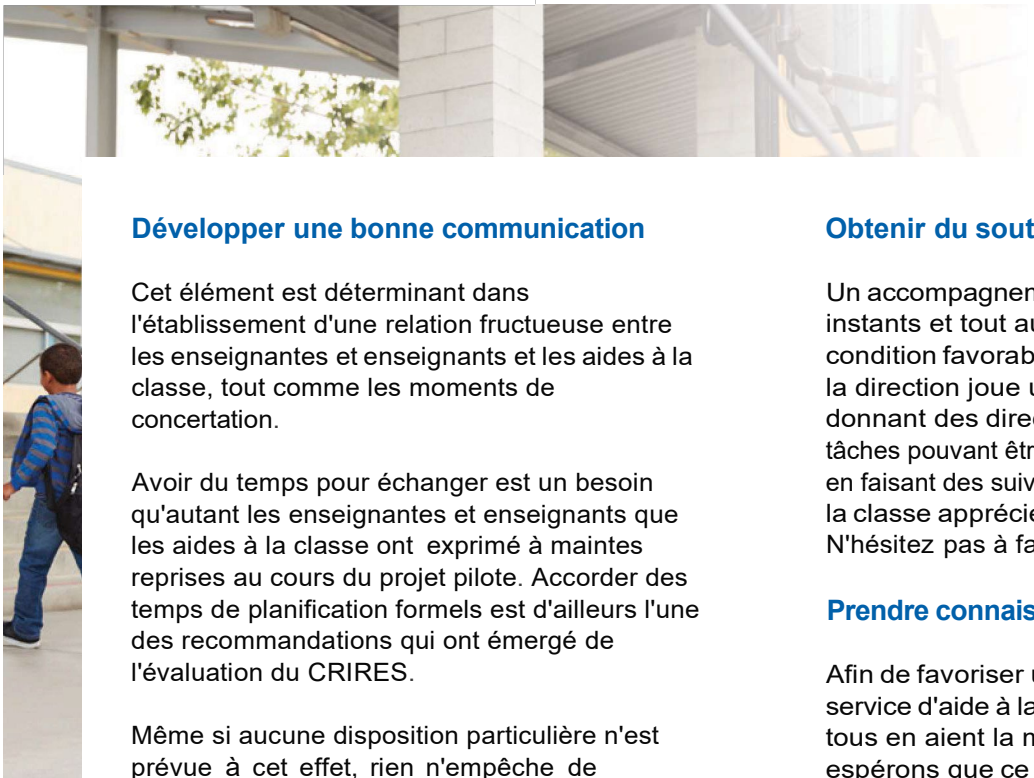 Développer une bonne communication
Cet élément est déterminant dans
l'établissement d'une relation fructueuse entre
les enseignantes et enseignants et les aides à la
classe, tout comme les moments de
concertation.
Avoir du temps pour échanger est un besoin
qu'autant les enseignantes et enseignants que
les aides à la classe ont exprimé à maintes
reprises au cours du projet pilote. Accorder des
temps de planification formels est d'ailleurs l'une
des recommandations qui ont émergé de
l'évaluation du CRIRES.
Même si aucune disposition particulière n'est
prévue à cet effet, rien n'empêche de
Obtenir du sout
Un accompagnem
instants et tout au
condition favorab
la direction joue u
donnant des direc
tâches pouvant êtr
en faisant des suiv
la classe apprécie
N'hésitez pas à fa
Prendre connais
Afin de favoriser u
service d'aide à la
tous en aient la m
espérons que ce